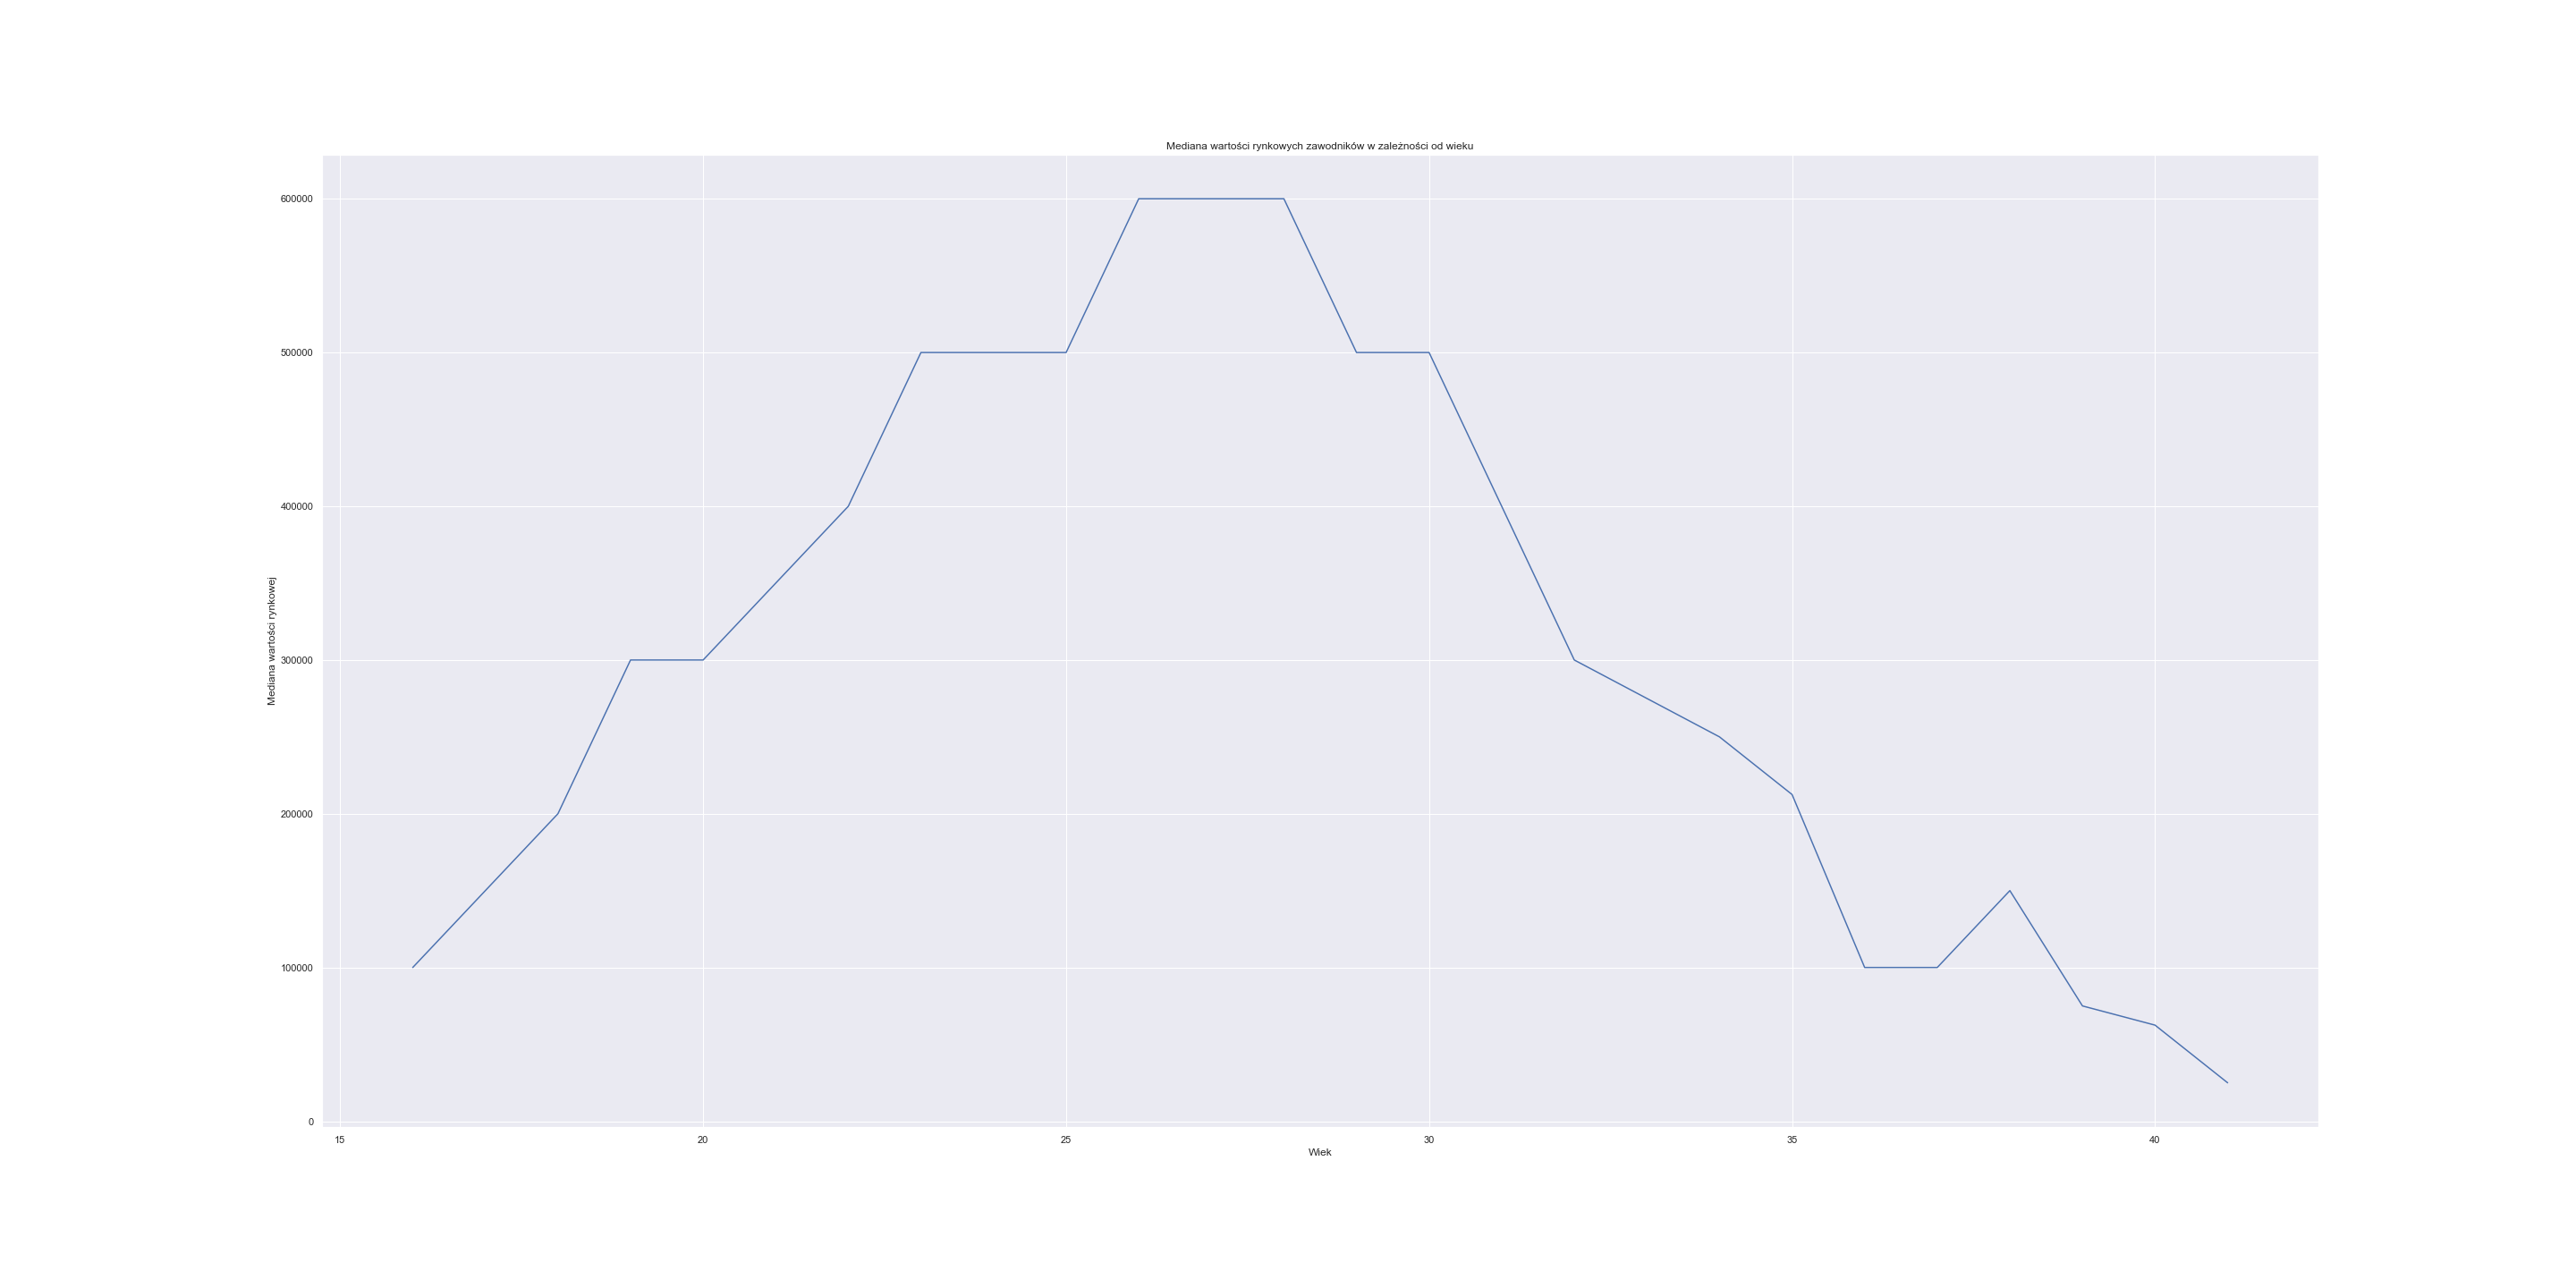 Mediana wartości rynkowych zawodników w zależności od wieku
600000
500000
400000
300000
200000
100000
0
Mediana wartości rynkowej
15 20 25 30 35 40
Wiek